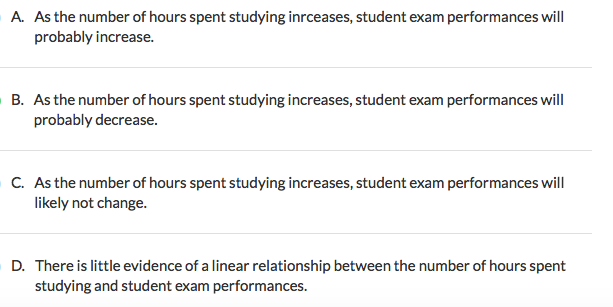 A. As the number of hours spent studying inrceases, student exam performances will
probably increase.
B. As the number of hours spent studying increases, student exam performances will
probably decrease.
C. As the number of hours spent studying increases, student exam performances will
likely not change.
D. There is little evidence of a linear relationship between the number of hours spent
studying and student exam performances.